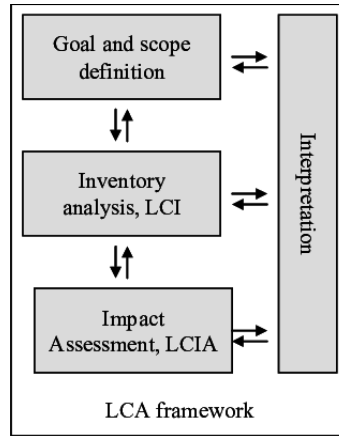 Goal and scope
definition
Inventory
analysis, LCI
Impact
Assessment, LCIA
Interpretation
LCA framework